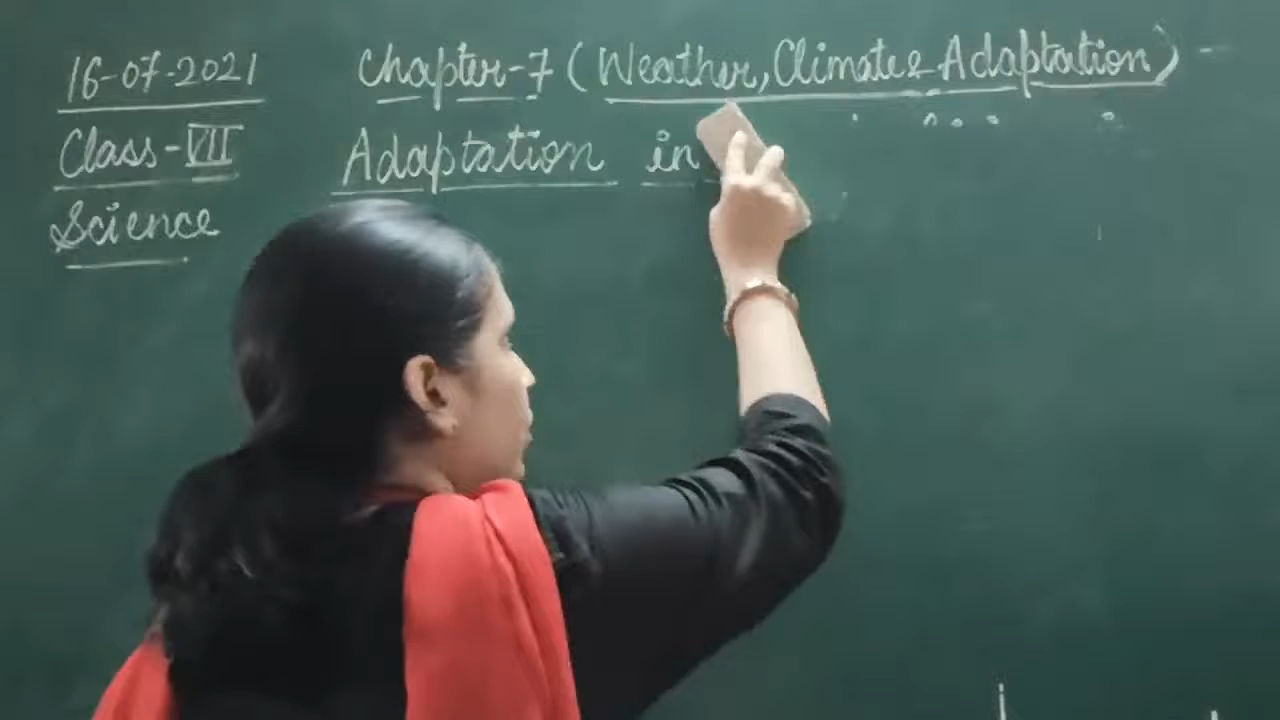 16-07-2021
Chapter-7 (Weather, Climate & Adaptation)
Class-VII
Adaptation in
Science